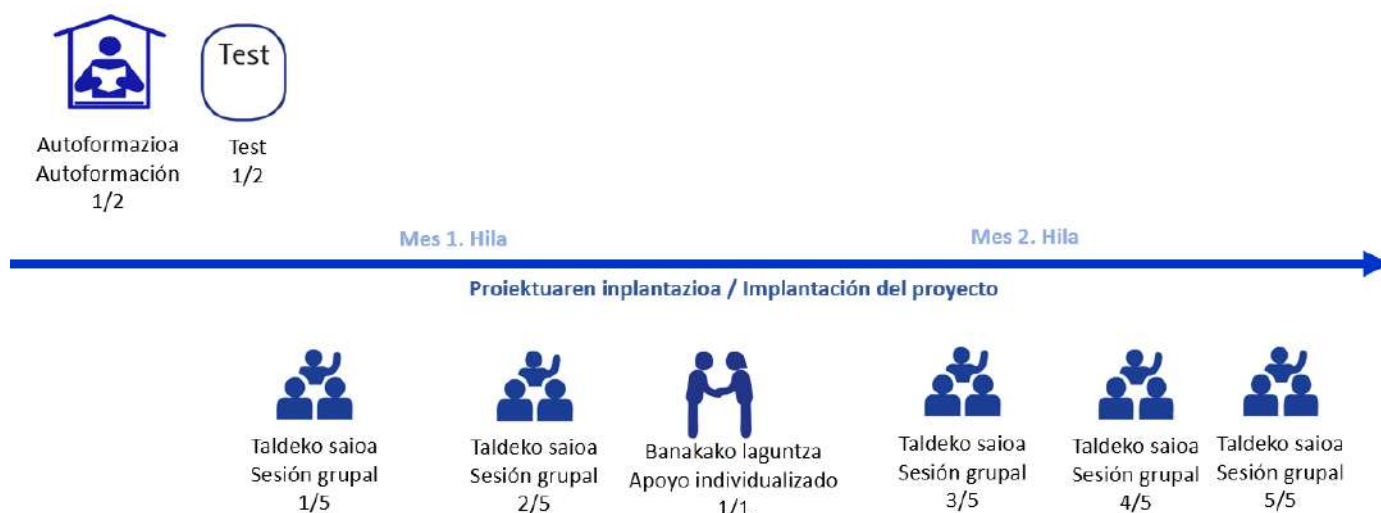 Test
Autoformazioa
Autoformación
1/2
Test
1/2
Mes 1. Hila
Mes 2. Hila
Proiektuaren inplantazioa / Implantación del proyecto
Taldeko saioa
Sesión grupal
1/5
Taldeko saioa
Sesión grupal
2/5
Banakako laguntza
Apoyo individualizado
1/1.
Taldeko saioa
Sesión grupal
3/5
Taldeko saioa
Sesión grupal
4/5
Taldeko saioa
Sesión grupal
5/5